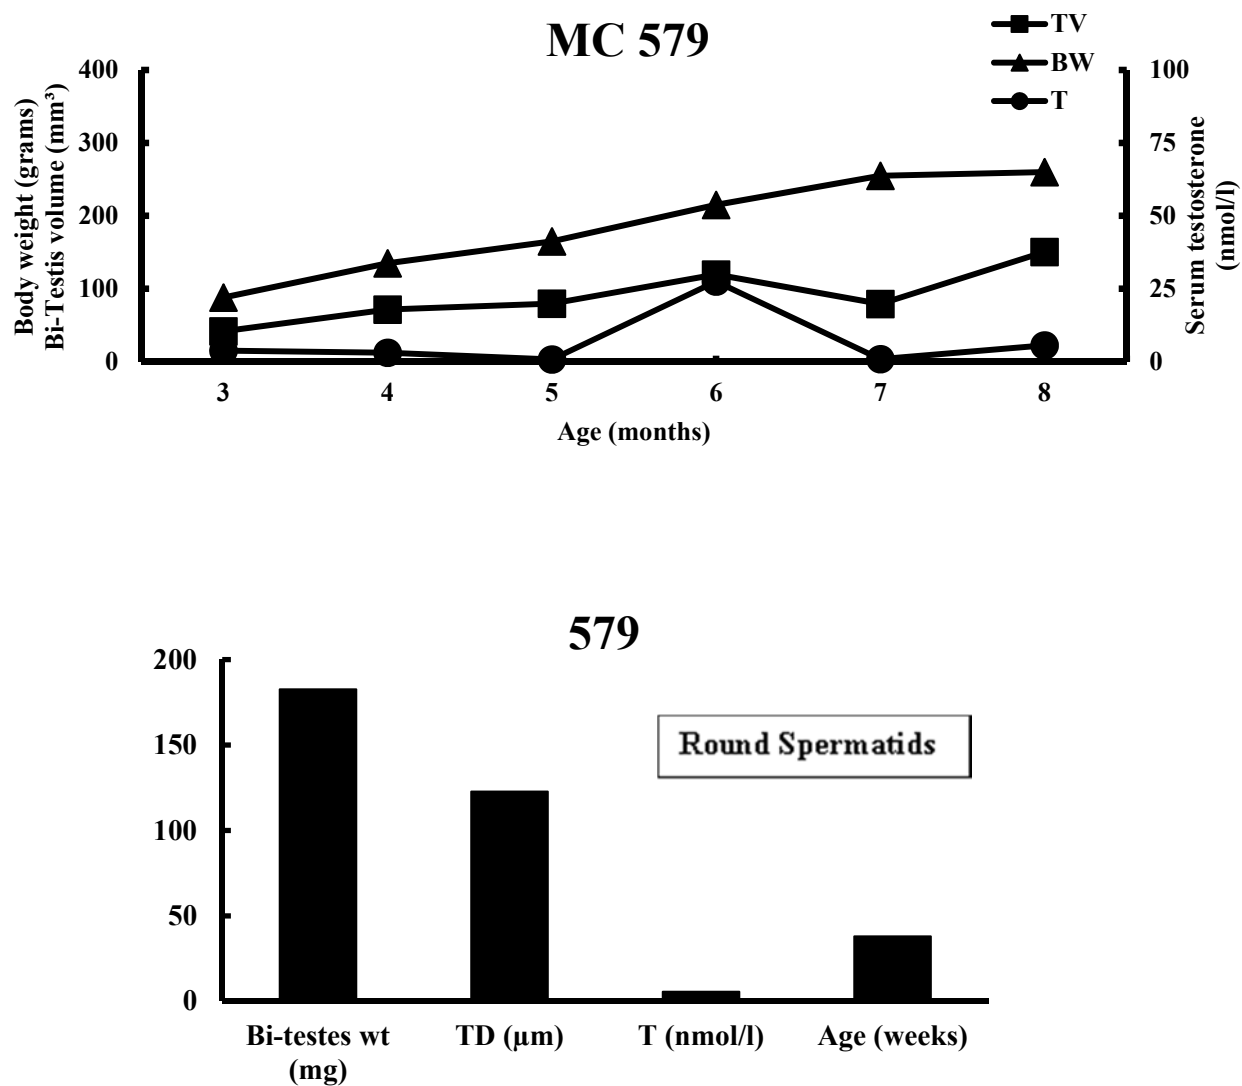 MC 579
TV
BW
T
400
300
200
100
0
Body weight (grams)
Bi-Testis volume (mm³)
100
75
50
25
0
Serum testosterone
(nmol/l)
3 4 5 6 7 8
Age (months)
579
200
150
100
50
0
Round Spermatids
Bi-testes wt
(mg)
TD (µm)
T (nmol/l)
Age (weeks)